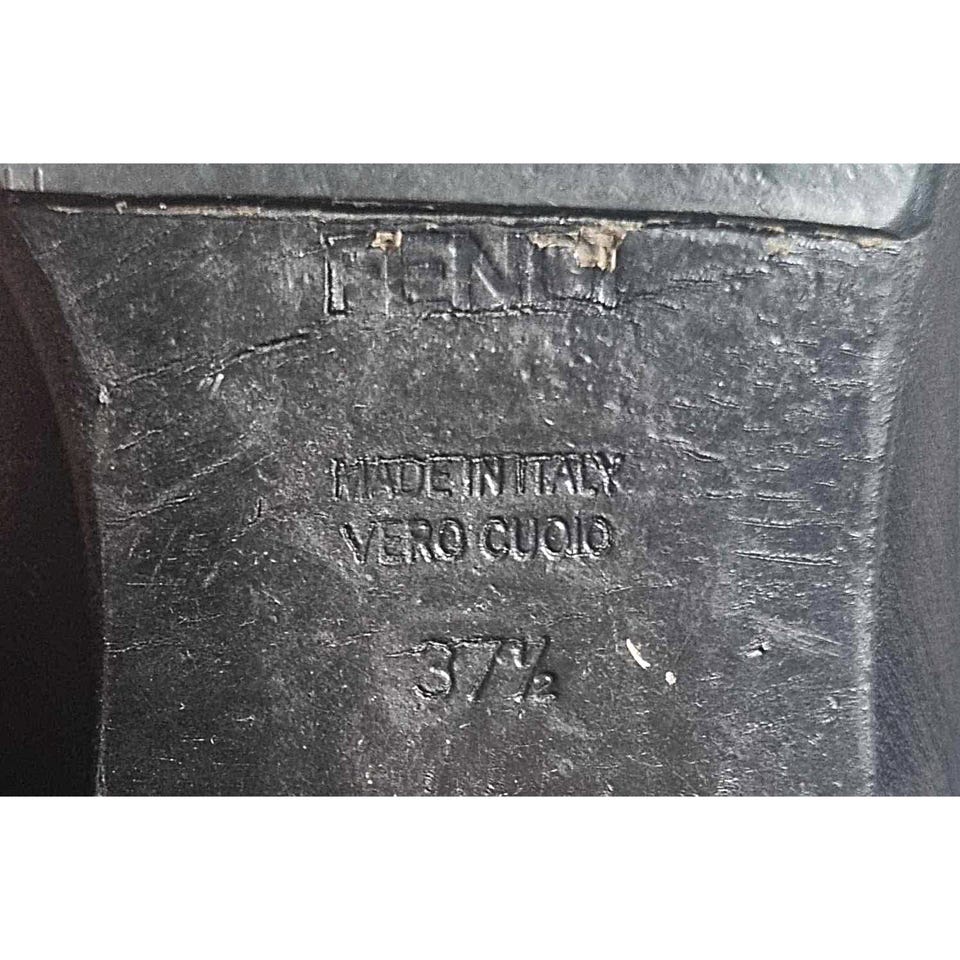 FENDI
MADE IN ITALY
VERO CUOIO
37½